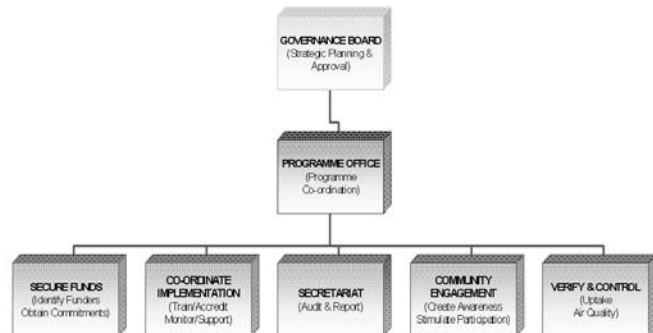 GOVERNANCE BOARD
(Strategic Planning &
Approval)
PROGRAMME OFFICE
(Programme
Co-ordination)
SECURE FUNDS
(Identify Funders
Obtain Commitments)
CO-ORDINATE
IMPLEMENTATION
(Train/Accredit
Monitor/Support)
SECRETARIAT
(Audit & Report)
COMMUNITY
ENGAGEMENT
(Create Awareness
Stimulate Participation)
VERIFY & CONTROL
(Uptake
Air Quality)